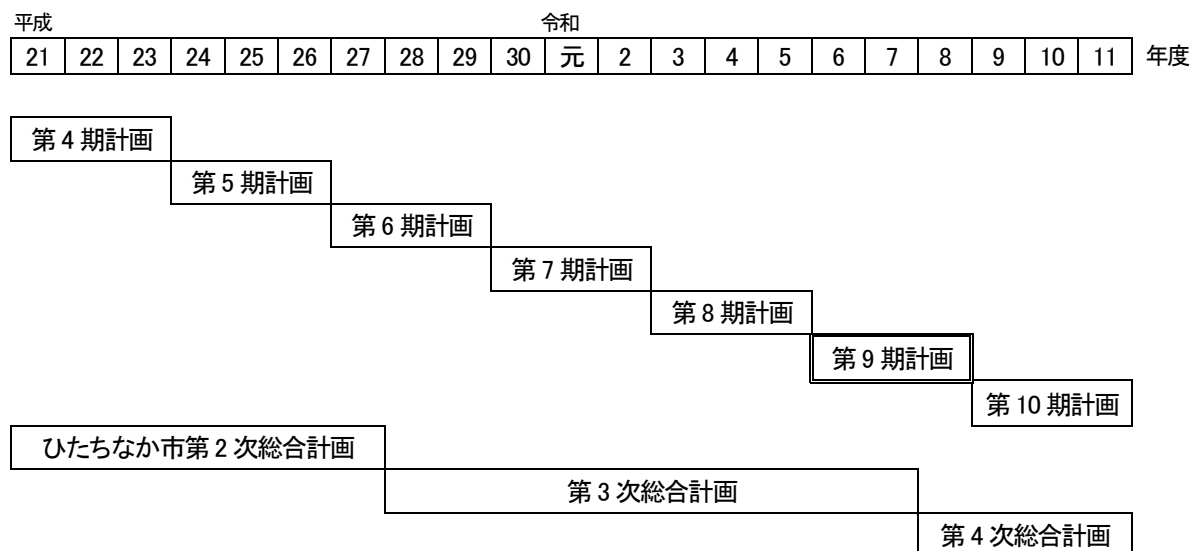 平成 令和
21 22 23 24 25 26 27 28 29 30 元 2 3 4 5 6 7 8 9 10 11 年度
第4期計画
第5期計画
第6期計画
第7期計画
第8期計画
第9期計画
第10期計画
ひたちなか市第2次総合計画
第3次総合計画
第4次総合計画